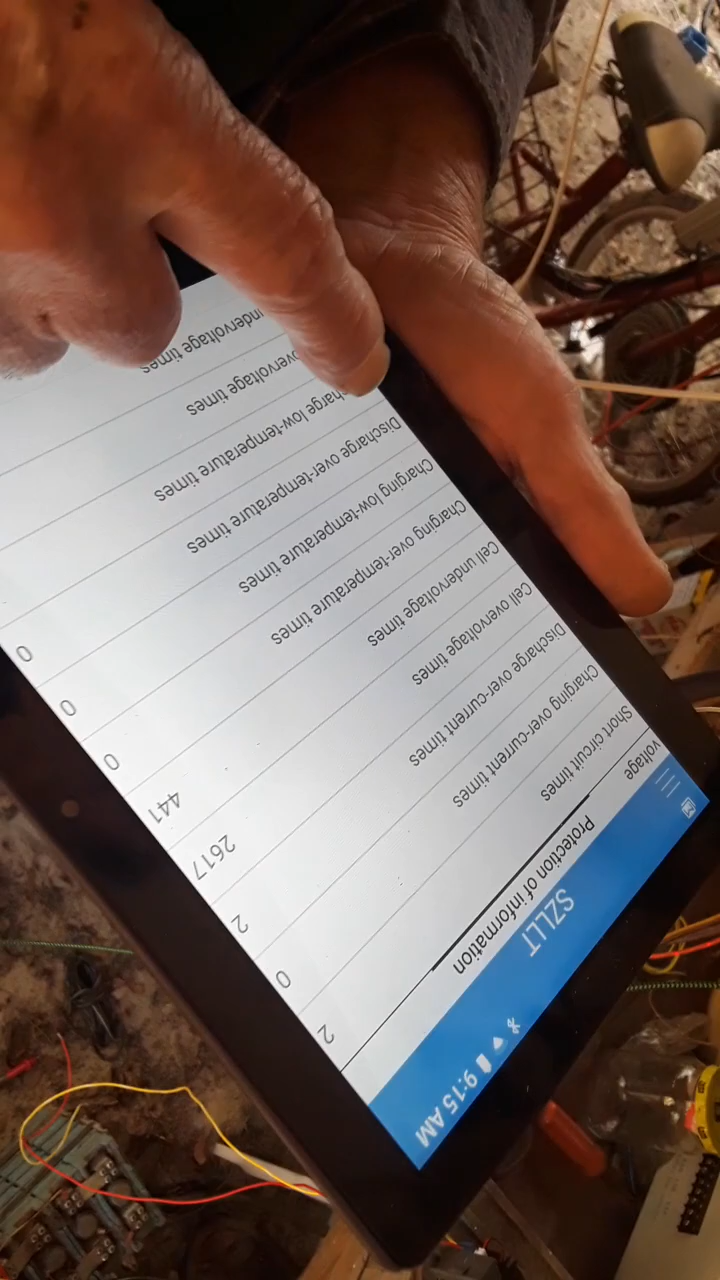 9:15 AM
SZLLT
voltage
Protection of information
Short circuit times 2
Charging over-current times 0
Discharge over-current times 2
Cell overvoltage times 2617
Cell undervoltage times 441
Charging over-temperature times 0
Charging low-temperature times 0
Discharge over-temperature times 0
low-temperature times
times
undervoltage times